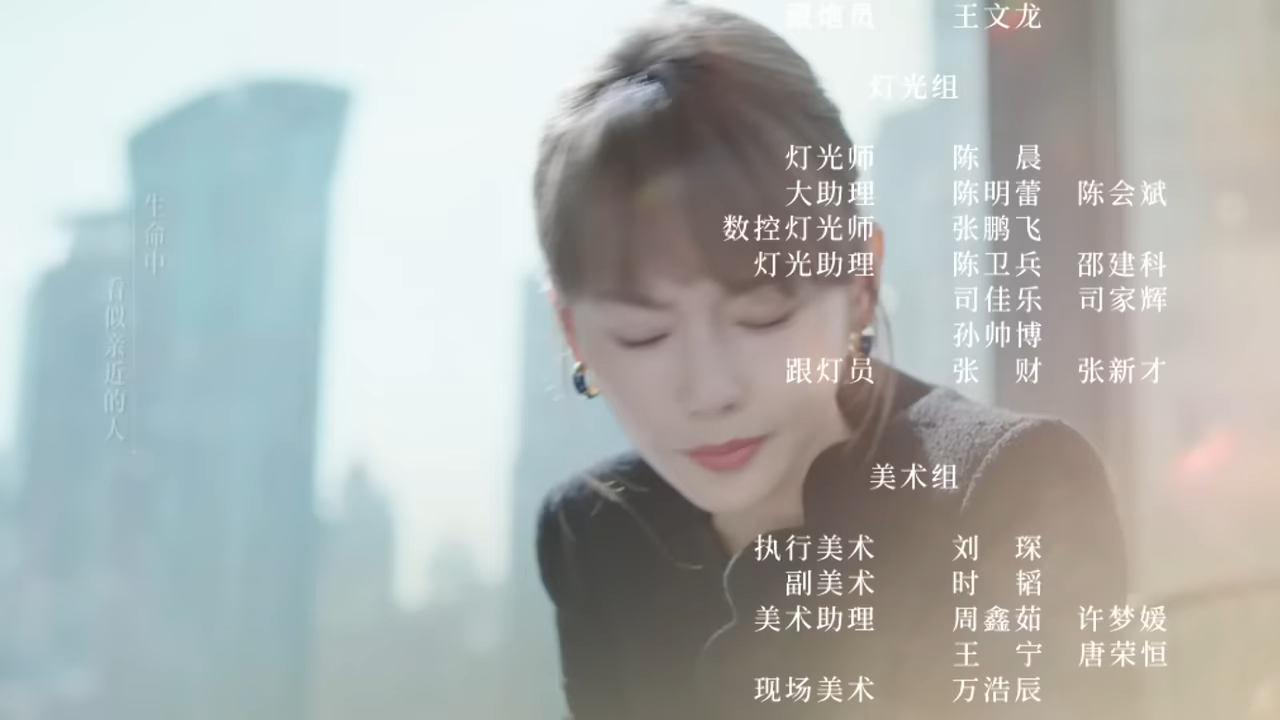 王文龙
灯光组
灯光师 陈 晨
大助理 陈明蕾 陈会斌
数控灯光师 张鹏飞
灯光助理 陈卫兵 邵建科
司佳乐 司家辉
孙帅博
跟灯员 张 财 张新才
美术组
执行美术 刘 琛
副美术 时 韬
美术助理 周鑫茹 许梦媛
王 宁 唐荣恒
现场美术 万浩辰
生命中
看似亲近的人